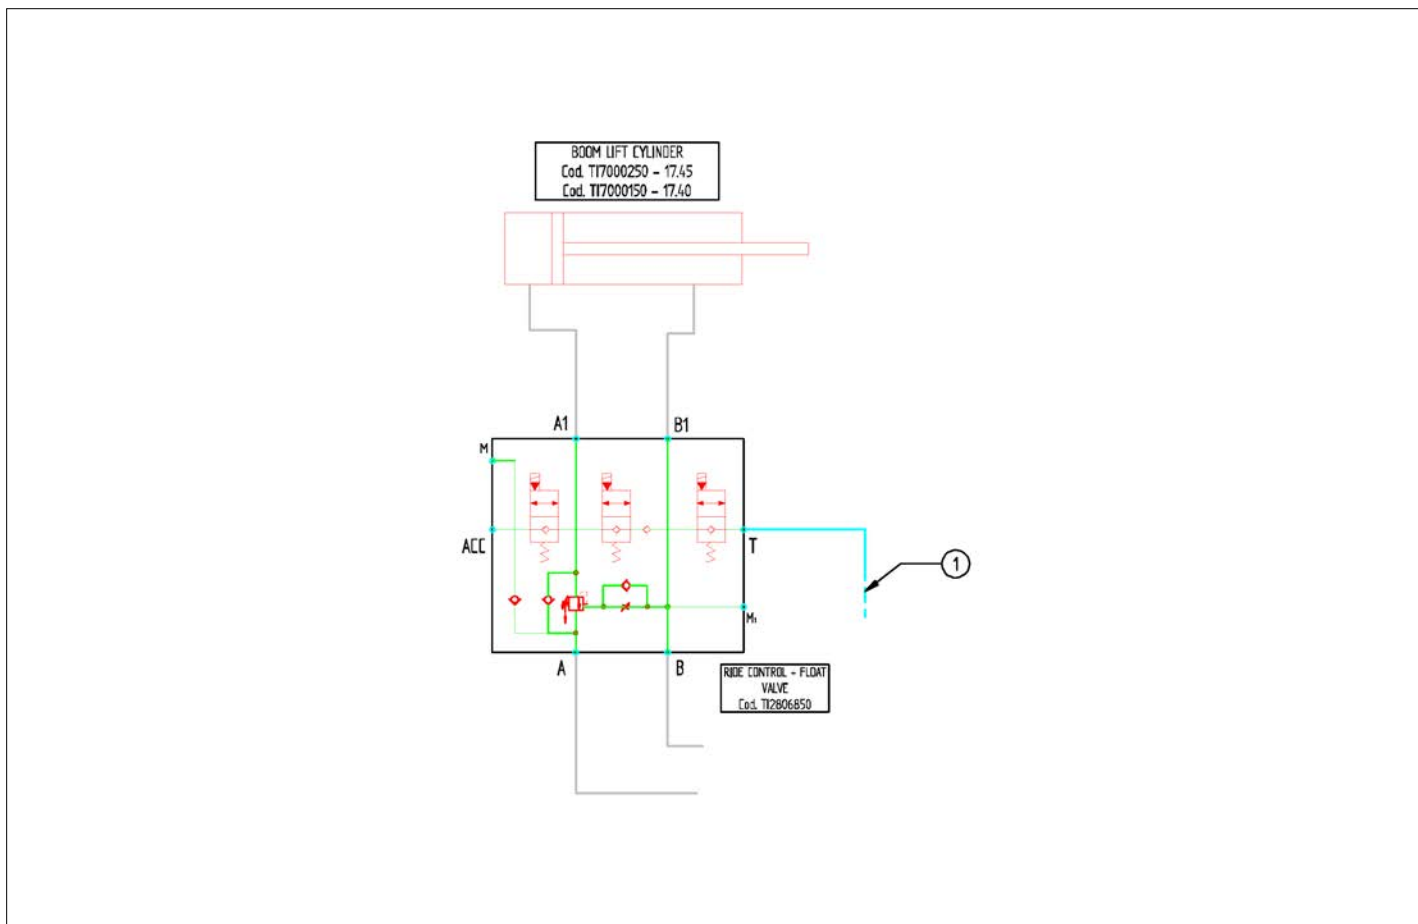 BOOM LIFT CYLINDER
Cod. TI7000250 - 17.45
Cod. TI7000150 - 17.40
A1
B1
M
ACC
T
1
M1
A
B
RIDE CONTROL - FLOAT
VALVE
Cod. TI2806850